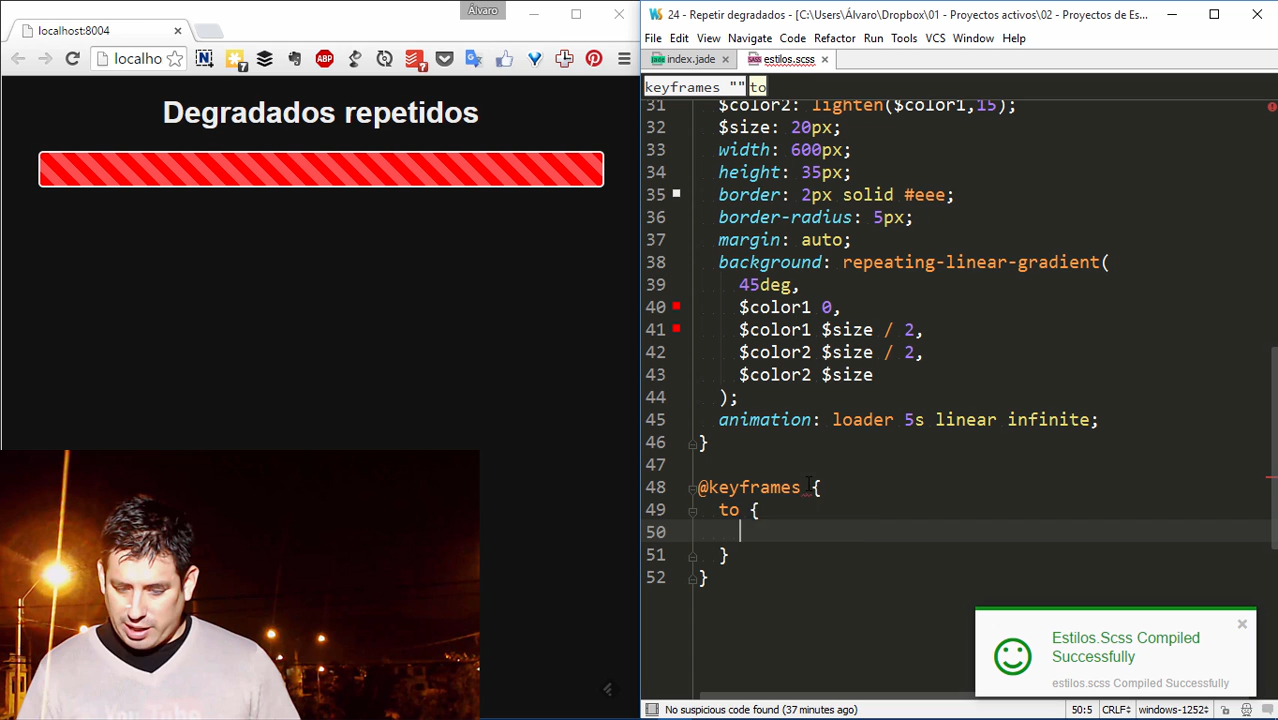 Álvaro
24 - Repetir degradados - [C:\Users\Álvaro\Dropbox\01 - Proyectos activos\02 - Proyectos de Es...
localhost:8004
File Edit View Navigate Code Refactor Run Tools VCS Window Help
localho
7
ABP
7
index.jade
estilos.scss
keyframes "" to
Degradados repetidos
31 $color2: lighten($color1,15);
32 $size: 20px;
33 width: 600px;
34 height: 35px;
35 border: 2px solid #eee;
36 border-radius: 5px;
37 margin: auto;
38 background: repeating-linear-gradient(
39 45deg,
40 $color1 0,
41 $color1 $size / 2,
42 $color2 $size / 2,
43 $color2 $size
44 );
45 animation: loader 5s linear infinite;
46 }
47
48 @keyframes {
49 to {
50
51 }
52 }
Estilos.Scss Compiled
Successfully
estilos.scss Compiled Successfully
No suspicious code found (37 minutes ago)
50:5 CRLF÷ windows-1252÷